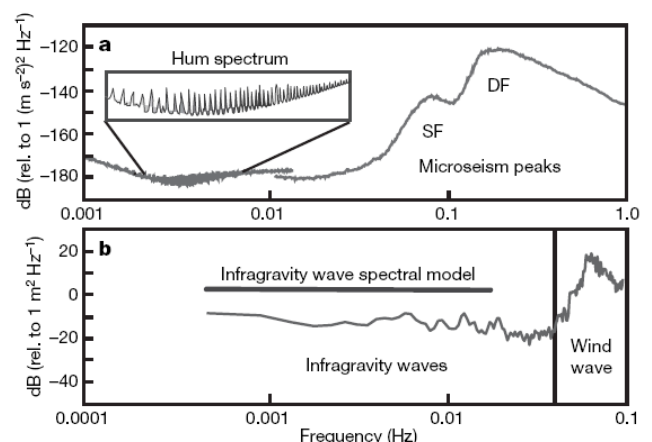 a
Hum spectrum
dB (rel. to 1 (m s⁻²)² Hz⁻¹)
−120
−140
−160
−180
SF
DF
Microseism peaks
0.001
0.01
0.1
1.0
b
dB (rel. to 1 m² Hz⁻¹)
20
0
−20
−40
Infragravity wave spectral model
Infragravity waves
Wind
wave
0.0001
0.001
0.01
0.1
Frequency (Hz)